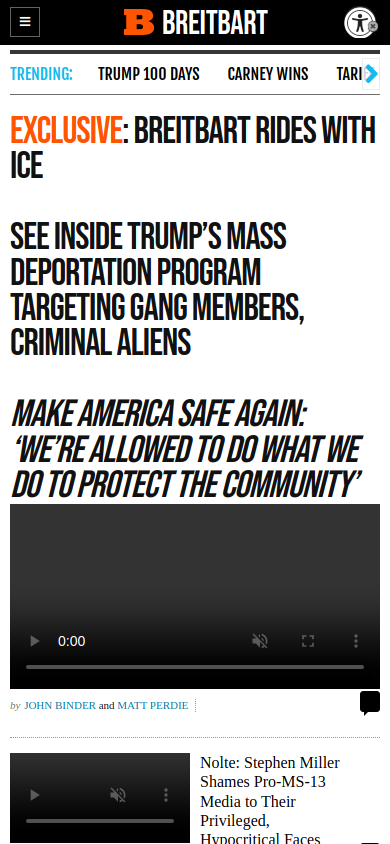 BREITBART
TRENDING:
TRUMP 100 DAYS
CARNEY WINS
TARI
EXCLUSIVE: BREITBART RIDES WITH
ICE
SEE INSIDE TRUMP’S MASS
DEPORTATION PROGRAM
TARGETING GANG MEMBERS,
CRIMINAL ALIENS
MAKE AMERICA SAFE AGAIN:
‘WE’RE ALLOWED TO DO WHAT WE
DO TO PROTECT THE COMMUNITY’
0:00
by JOHN BINDER and MATT PERDIE
Nolte: Stephen Miller
Shames Pro-MS-13
Media to Their
Privileged,
Hypocritical Faces